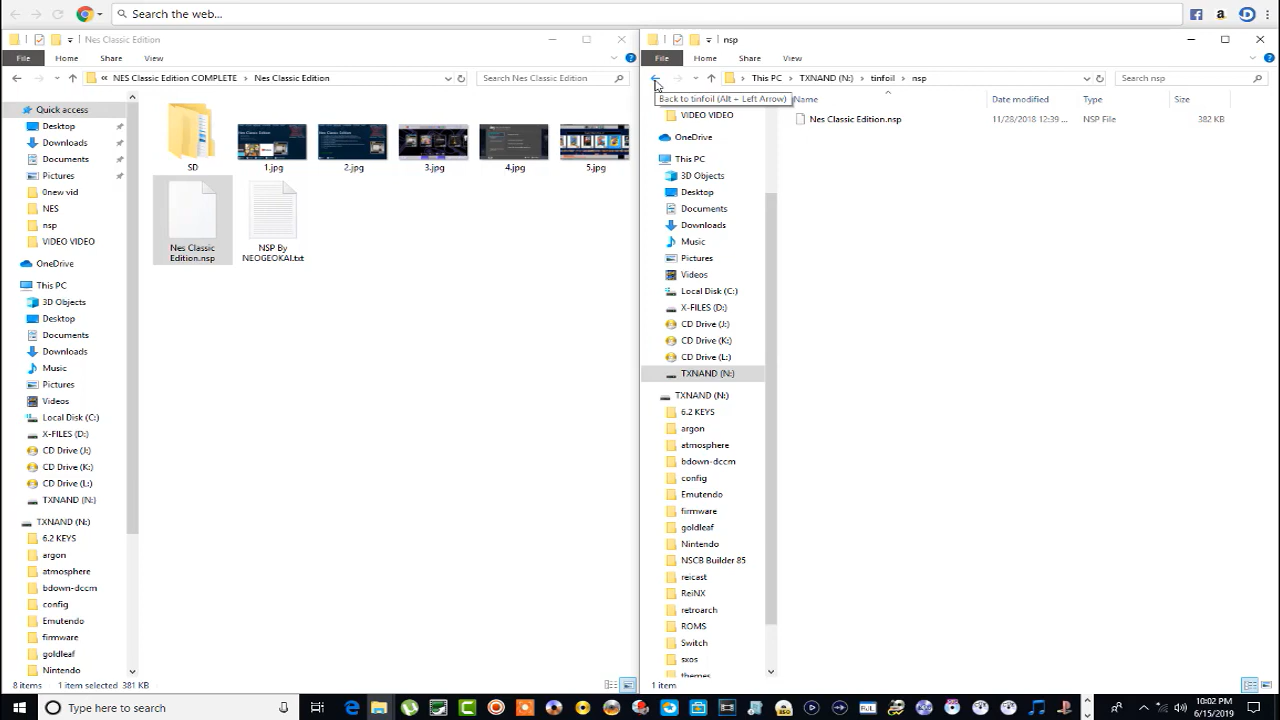 Search the web...
Nes Classic Edition
File Home Share View
NES Classic Edition COMPLETE > Nes Classic Edition
Search Nes Classic Edition
Quick access
Desktop
Downloads
Documents
Pictures
0new vid
NES
nsp
VIDEO VIDEO
OneDrive
This PC
3D Objects
Desktop
Documents
Downloads
Music
Pictures
Videos
Local Disk (C:)
X-FILES (D:)
CD Drive (J:)
CD Drive (K:)
CD Drive (L:)
TXNAND (N:)
TXNAND (N:)
6.2 KEYS
argon
atmosphere
bdown-dccm
config
Emutendo
firmware
goldleaf
Nintendo
SD
1.jpg
2.jpg
3.jpg
4.jpg
5.jpg
Nes Classic
Edition.nsp
NSP By
NEOGEOKAI.txt
8 items 1 item selected 381 KB
nsp
File Home Share View
This PC > TXNAND (N:) > tinfoil > nsp
Search nsp
Back to tinfoil (Alt + Left Arrow)
Name Date modified Type Size
Nes Classic Edition.nsp 11/23/2018 12:39 ... NSP File 382 KB
VIDEO VIDEO
OneDrive
This PC
3D Objects
Desktop
Documents
Downloads
Music
Pictures
Videos
Local Disk (C:)
X-FILES (D:)
CD Drive (J:)
CD Drive (K:)
CD Drive (L:)
TXNAND (N:)
TXNAND (N:)
6.2 KEYS
argon
atmosphere
bdown-dccm
config
Emutendo
firmware
goldleaf
Nintendo
NSCB Builder 85
reicast
ReiNX
retroarch
ROMS
Switch
sxos
themes
1 item
Type here to search
10:02 PM
6/15/2019